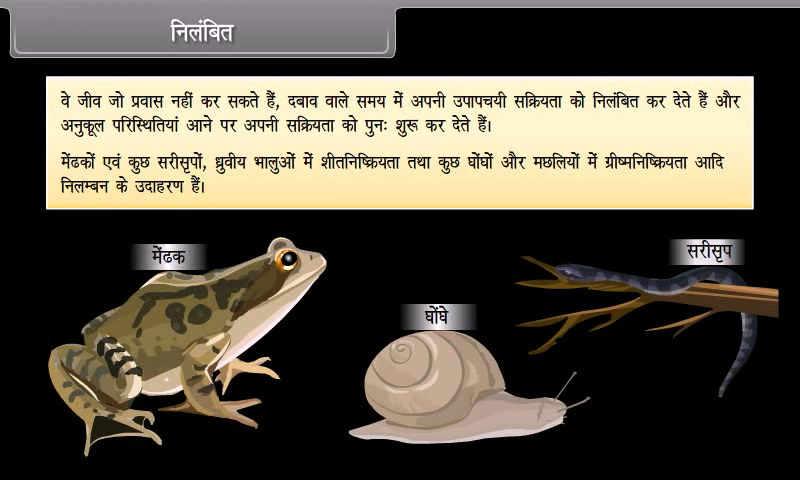 निलंबित
वे जीव जो प्रवास नहीं कर सकते हैं, दबाव वाले समय में अपनी उपापचयी सक्रियता को निलंबित कर देते हैं और
अनुकूल परिस्थितियां आने पर अपनी सक्रियता को पुनः शुरू कर देते हैं।
मेंढकों एवं कुछ सरीसृपों, ध्रुवीय भालुओं में शीतनिष्क्रियता तथा कुछ घोंघों और मछलियों में ग्रीष्मनिष्क्रियता आदि
निलम्बन के उदाहरण हैं।
मेंढक
घोंघे
सरीसृप